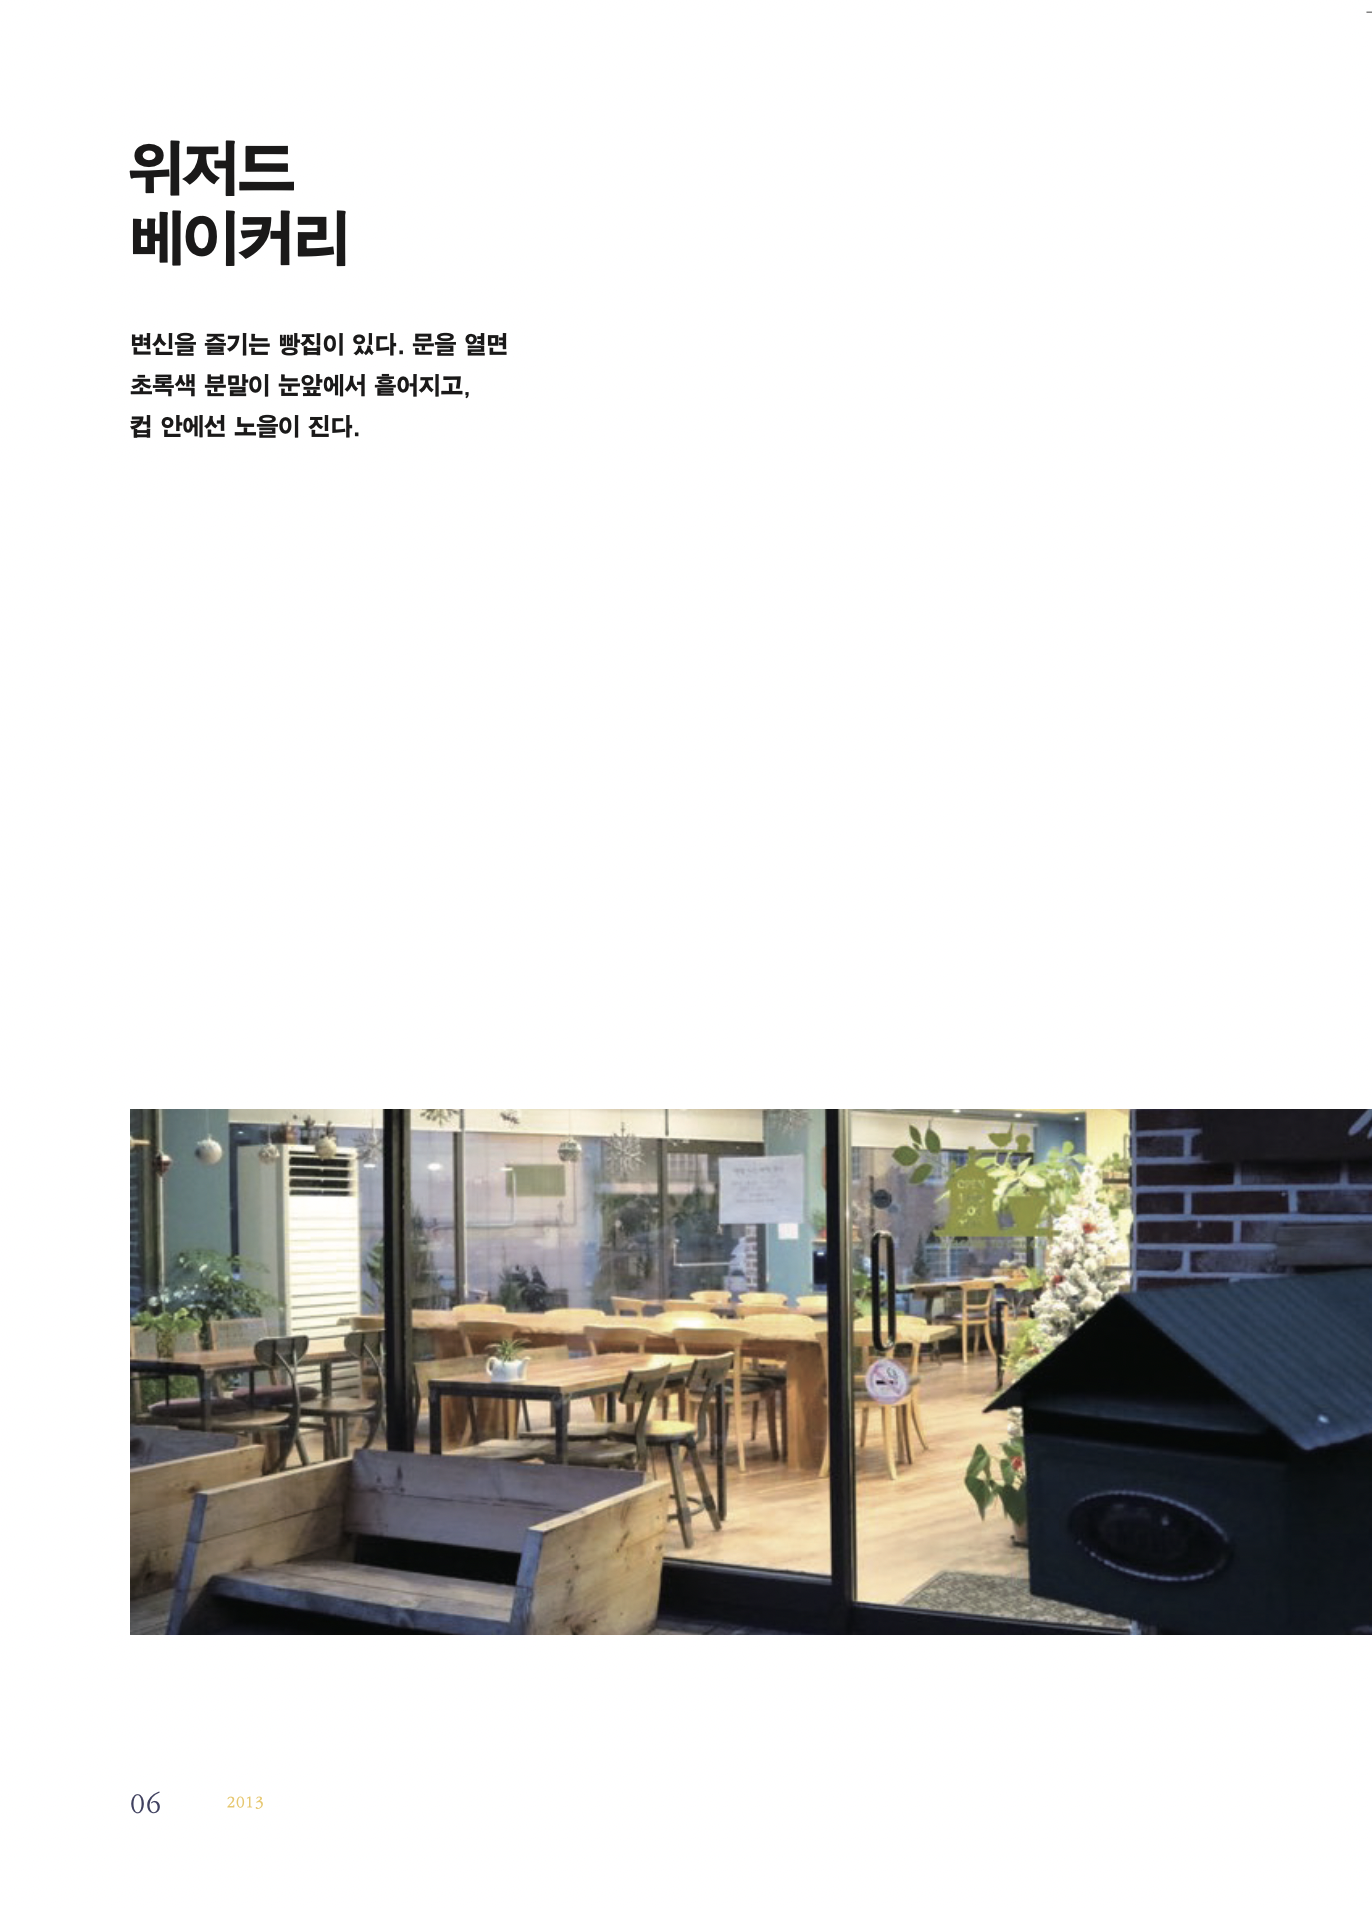 위저드
베이커리
변신을 즐기는 빵집이 있다. 문을 열면
초록색 분말이 눈앞에서 흩어지고,
컵 안에선 노을이 진다.
OPEN
06
2013